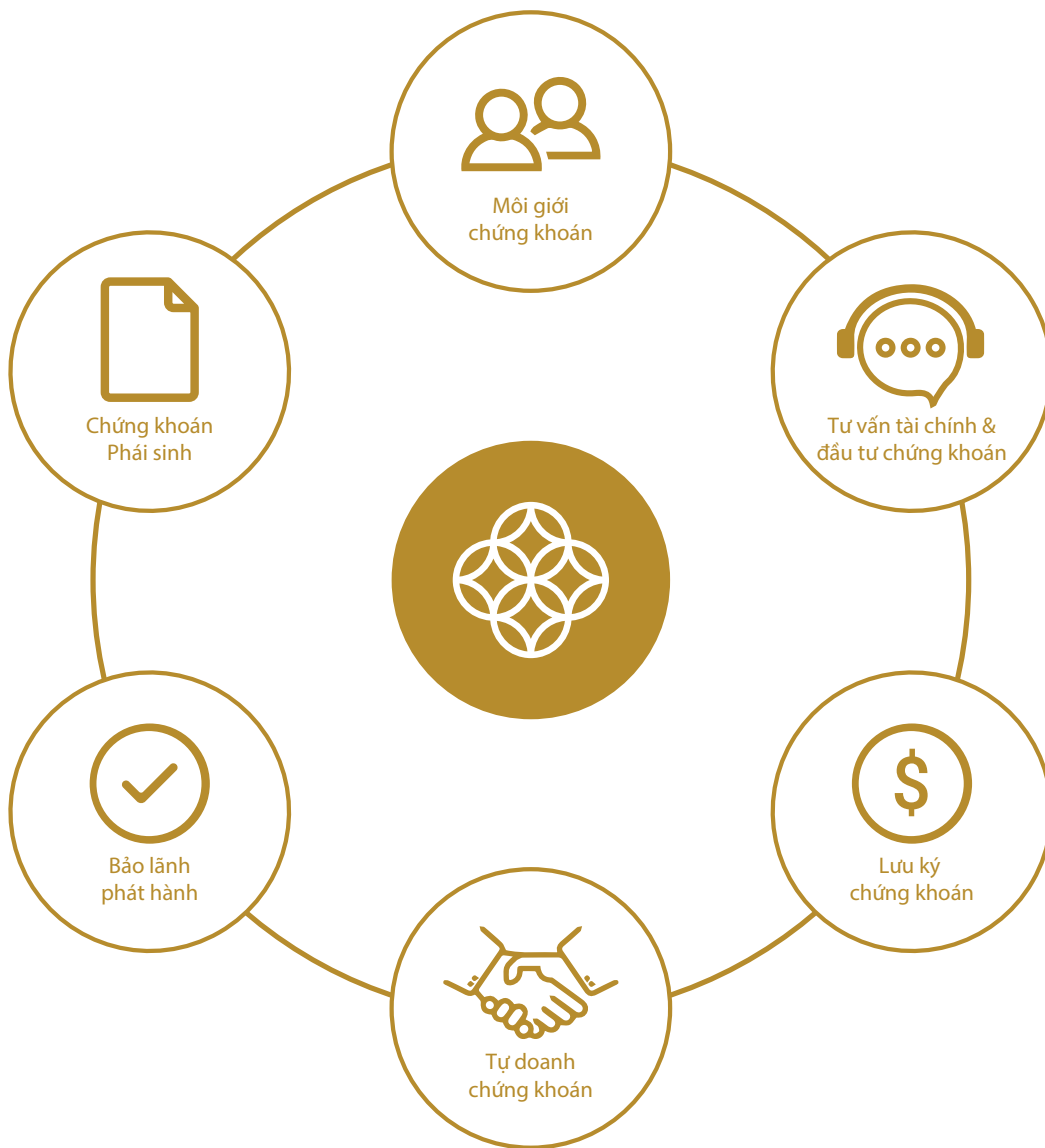 Môi giới
chứng khoán
Chứng khoán
Phái sinh
Tư vấn tài chính &
đầu tư chứng khoán
Bảo lãnh
phát hành
$
Lưu ký
chứng khoán
Tự doanh
chứng khoán